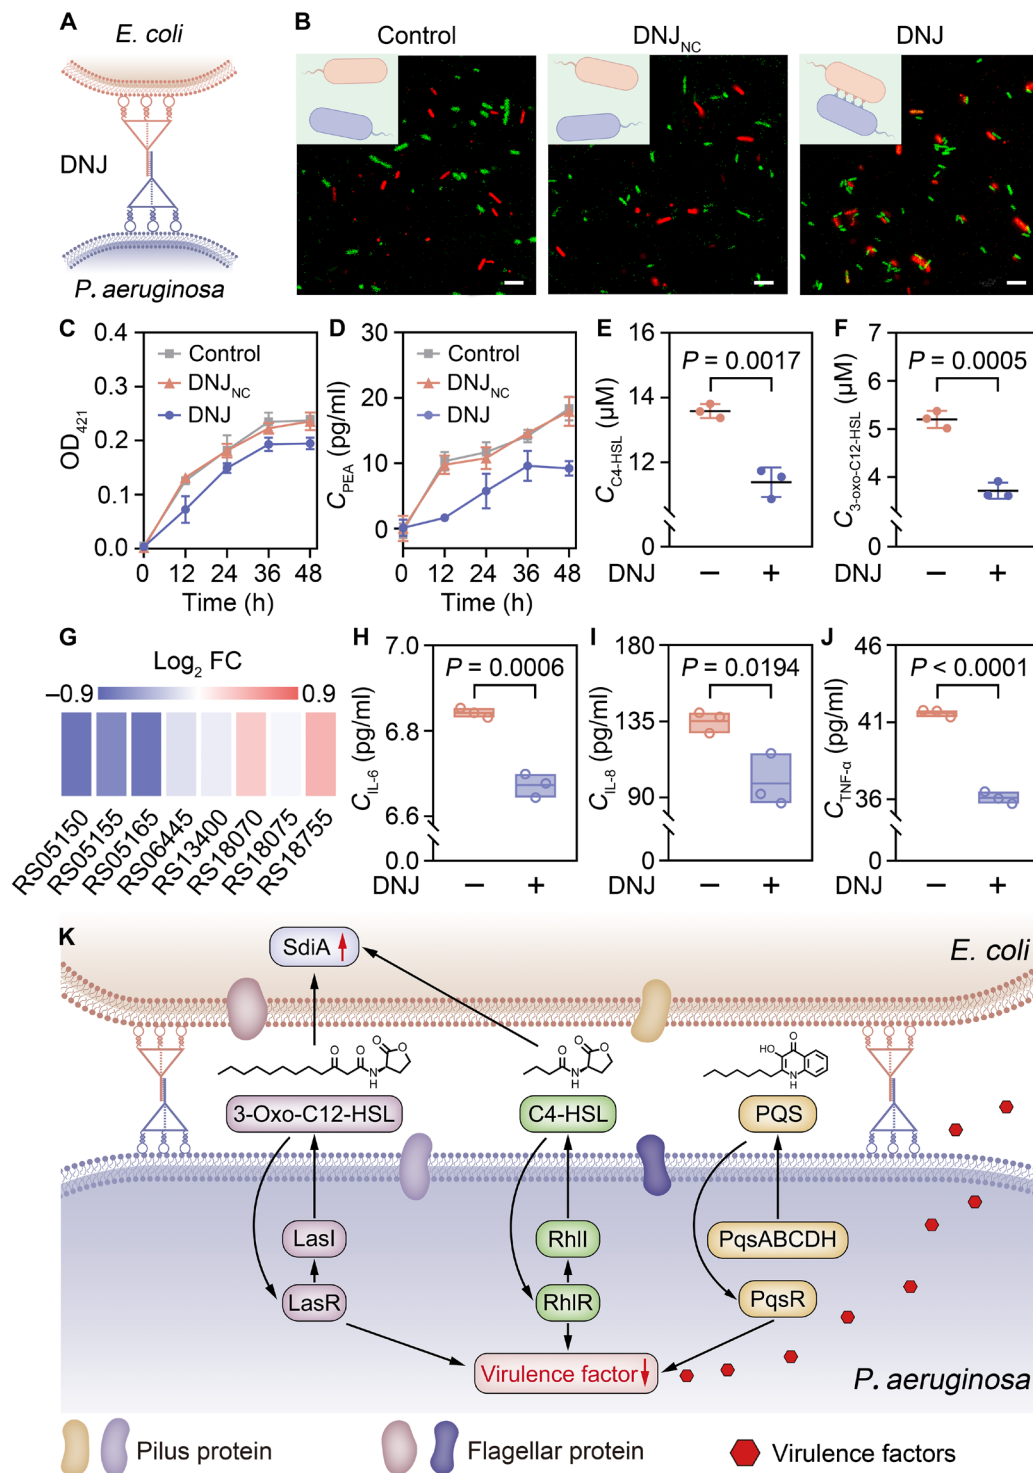 A
E. coli
DNJ
P. aeruginosa
B
Control
DNJNC
DNJ
C
0.4
0.3
0.2
0.1
0.0
OD421
Control
DNJNC
DNJ
0 12 24 36 48
Time (h)
D
30
20
10
0
CPEA (pg/ml)
Control
DNJNC
DNJ
0 12 24 36 48
Time (h)
E
16
12
0
CC4-HSL (μM)
P = 0.0017
DNJ − +
F
7
6
5
4
0
C3-oxo-C12-HSL (μM)
P = 0.0005
DNJ − +
G
Log2 FC
–0.9 0.9
RS05150
RS05155
RS05165
RS06445
RS13400
RS18070
RS18075
RS18755
H
7.0
6.8
6.6
0.0
CIL-6 (pg/ml)
P = 0.0006
DNJ − +
I
180
135
90
0
CIL-8 (pg/ml)
P = 0.0194
DNJ − +
J
46
41
36
0
CTNF-α (pg/ml)
P < 0.0001
DNJ − +
K
SdiA
E. coli
O
O O O
N
H
O
O O
N
H
O
HO
N
H
3-Oxo-C12-HSL
C4-HSL
PQS
LasI
RhlI
PqsABCDH
LasR
RhlR
PqsR
Virulence factor
P. aeruginosa
Pilus protein
Flagellar protein
Virulence factors